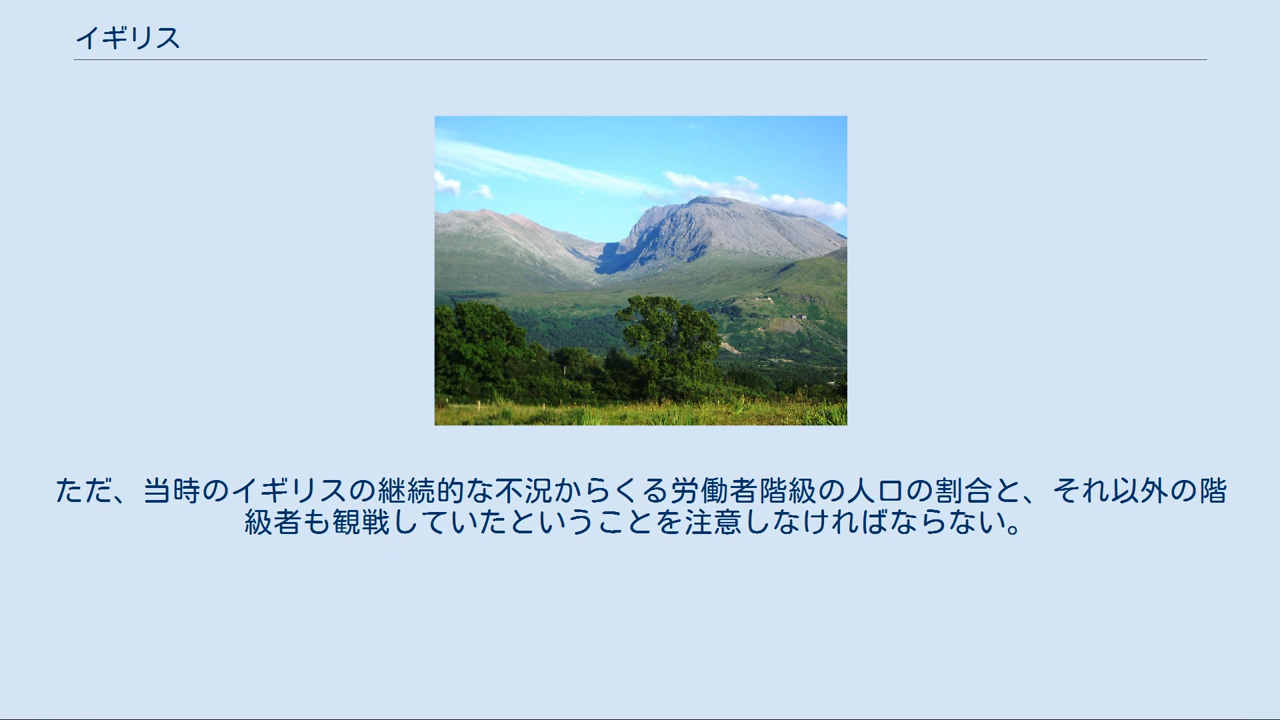 イギリス
ただ、当時のイギリスの継続的な不況からくる労働者階級の人口の割合と、それ以外の階
級者も観戦していたということを注意しなければならない。